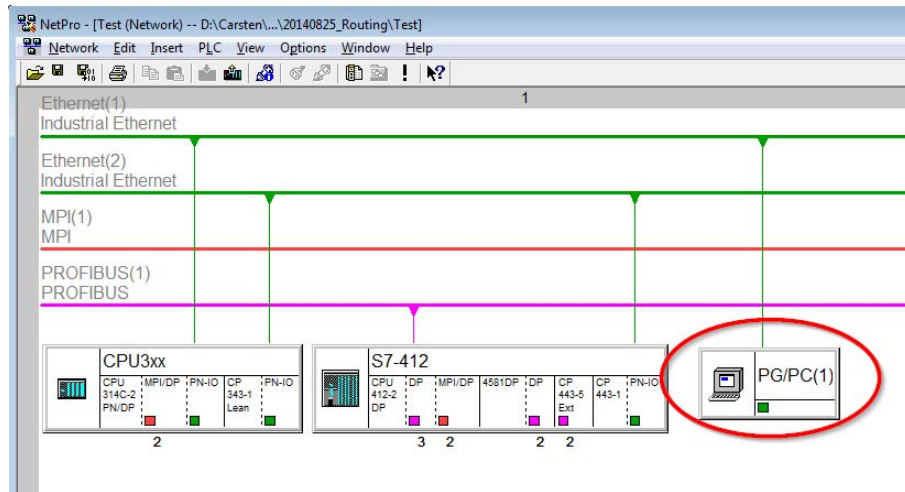 NetPro - [Test (Network) -- D:\Carsten\...\20140825_Routing\Test]
Network Edit Insert PLC View Options Window Help
1
Ethernet(1)
Industrial Ethernet
Ethernet(2)
Industrial Ethernet
MPI(1)
MPI
PROFIBUS(1)
PROFIBUS
CPU3xx
CPU 314C-2 PN/DP
MPI/DP
PN-IO
CP 343-1 Lean
PN-IO
2
S7-412
CPU 412-2 DP
DP
MPI/DP
4581DP
DP
CP 443-5 Ext
CP 443-1
PN-IO
3 2 2 2
PG/PC(1)